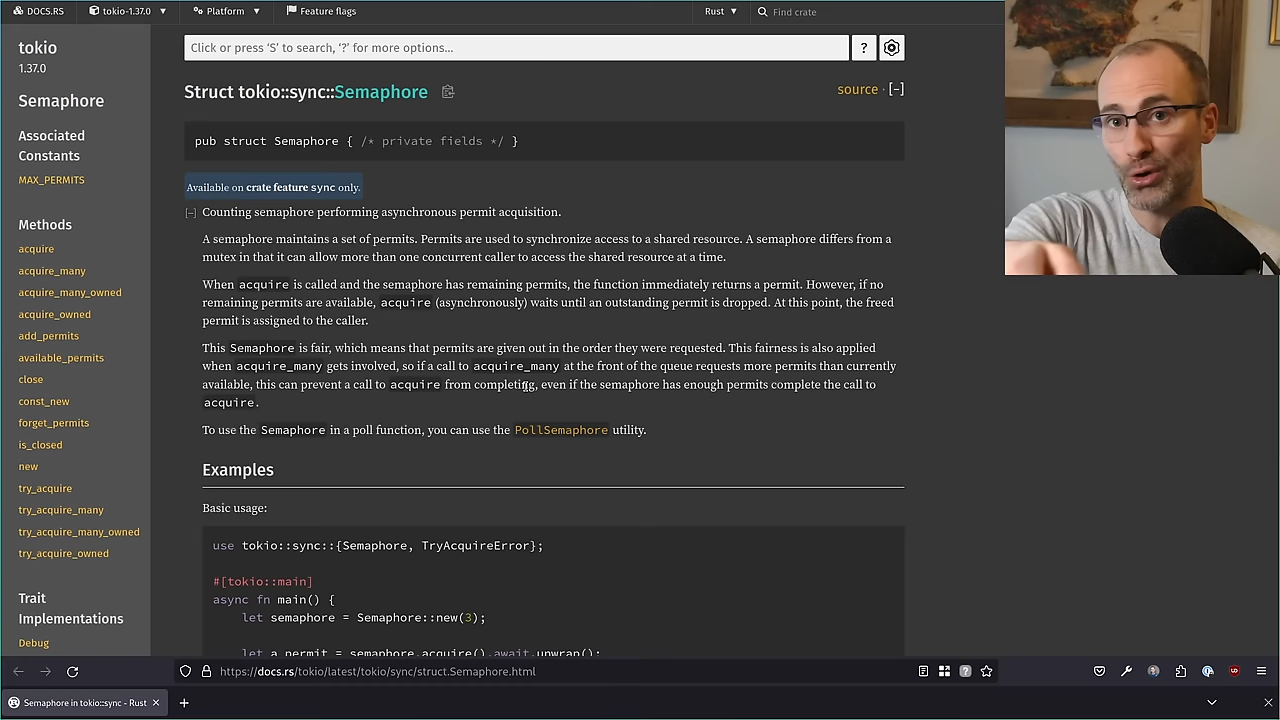 DOCS.RS
tokio-1.37.0
Platform
Feature flags
Rust
Find crate
tokio
1.37.0
Semaphore
Associated
Constants
MAX_PERMITS
Methods
acquire
acquire_many
acquire_many_owned
acquire_owned
add_permits
available_permits
close
const_new
forget_permits
is_closed
new
try_acquire
try_acquire_many
try_acquire_many_owned
try_acquire_owned
Trait
Implementations
Debug
Click or press ‘S’ to search, ‘?’ for more options…
?
Struct tokio::sync::Semaphore
source · [−]
pub struct Semaphore { /* private fields */ }
Available on crate feature sync only.
[−] Counting semaphore performing asynchronous permit acquisition.
A semaphore maintains a set of permits. Permits are used to synchronize access to a shared resource. A semaphore differs from a
mutex in that it can allow more than one concurrent caller to access the shared resource at a time.
When acquire is called and the semaphore has remaining permits, the function immediately returns a permit. However, if no
remaining permits are available, acquire (asynchronously) waits until an outstanding permit is dropped. At this point, the freed
permit is assigned to the caller.
This Semaphore is fair, which means that permits are given out in the order they were requested. This fairness is also applied
when acquire_many gets involved, so if a call to acquire_many at the front of the queue requests more permits than currently
available, this can prevent a call to acquire from completing, even if the semaphore has enough permits complete the call to
acquire.
To use the Semaphore in a poll function, you can use the PollSemaphore utility.
Examples
Basic usage:
use tokio::sync::{Semaphore, TryAcquireError};
#[tokio::main]
async fn main() {
let semaphore = Semaphore::new(3);
let a_permit = semaphore.acquire().await.unwrap();
https://docs.rs/tokio/latest/tokio/sync/struct.Semaphore.html
Semaphore in tokio::sync - Rust